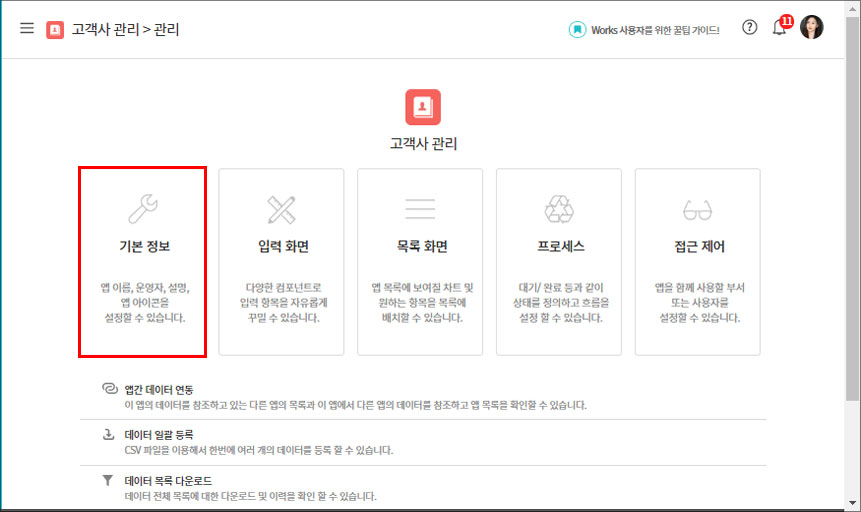 고객사 관리 > 관리
Works 사용자를 위한 꿀팁 가이드!
11
고객사 관리
기본 정보
앱 이름, 운영자, 설명,
앱 아이콘을
설정할 수 있습니다.
입력 화면
다양한 컴포넌트로
입력 항목을 자유롭게
꾸밀 수 있습니다.
목록 화면
앱 목록에 보여질 차트 및
원하는 항목을 목록에
배치할 수 있습니다.
프로세스
대기/ 완료 등과 같이
상태를 정의하고 흐름을
설정 할 수 있습니다.
접근 제어
앱을 함께 사용할 부서
또는 사용자를
설정할 수 있습니다.
앱간 데이터 연동
이 앱의 데이터를 참조하고 있는 다른 앱의 목록과 이 앱에서 다른 앱의 데이터를 참조하고 앱 목록을 확인할 수 있습니다.
데이터 일괄 등록
CSV 파일을 이용해서 한번에 여러 개의 데이터를 등록 할 수 있습니다.
데이터 목록 다운로드
데이터 전체 목록에 대한 다운로드 및 이력을 확인 할 수 있습니다.